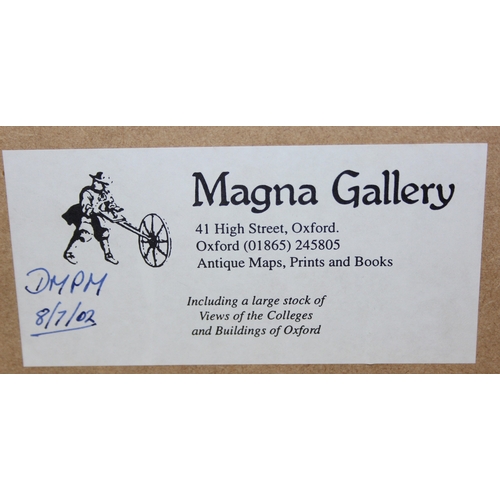 Magna Gallery
41 High Street, Oxford.
Oxford (01865) 245805
Antique Maps, Prints and Books
Including a large stock of
Views of the Colleges
and Buildings of Oxford
DMPM
8/7/02